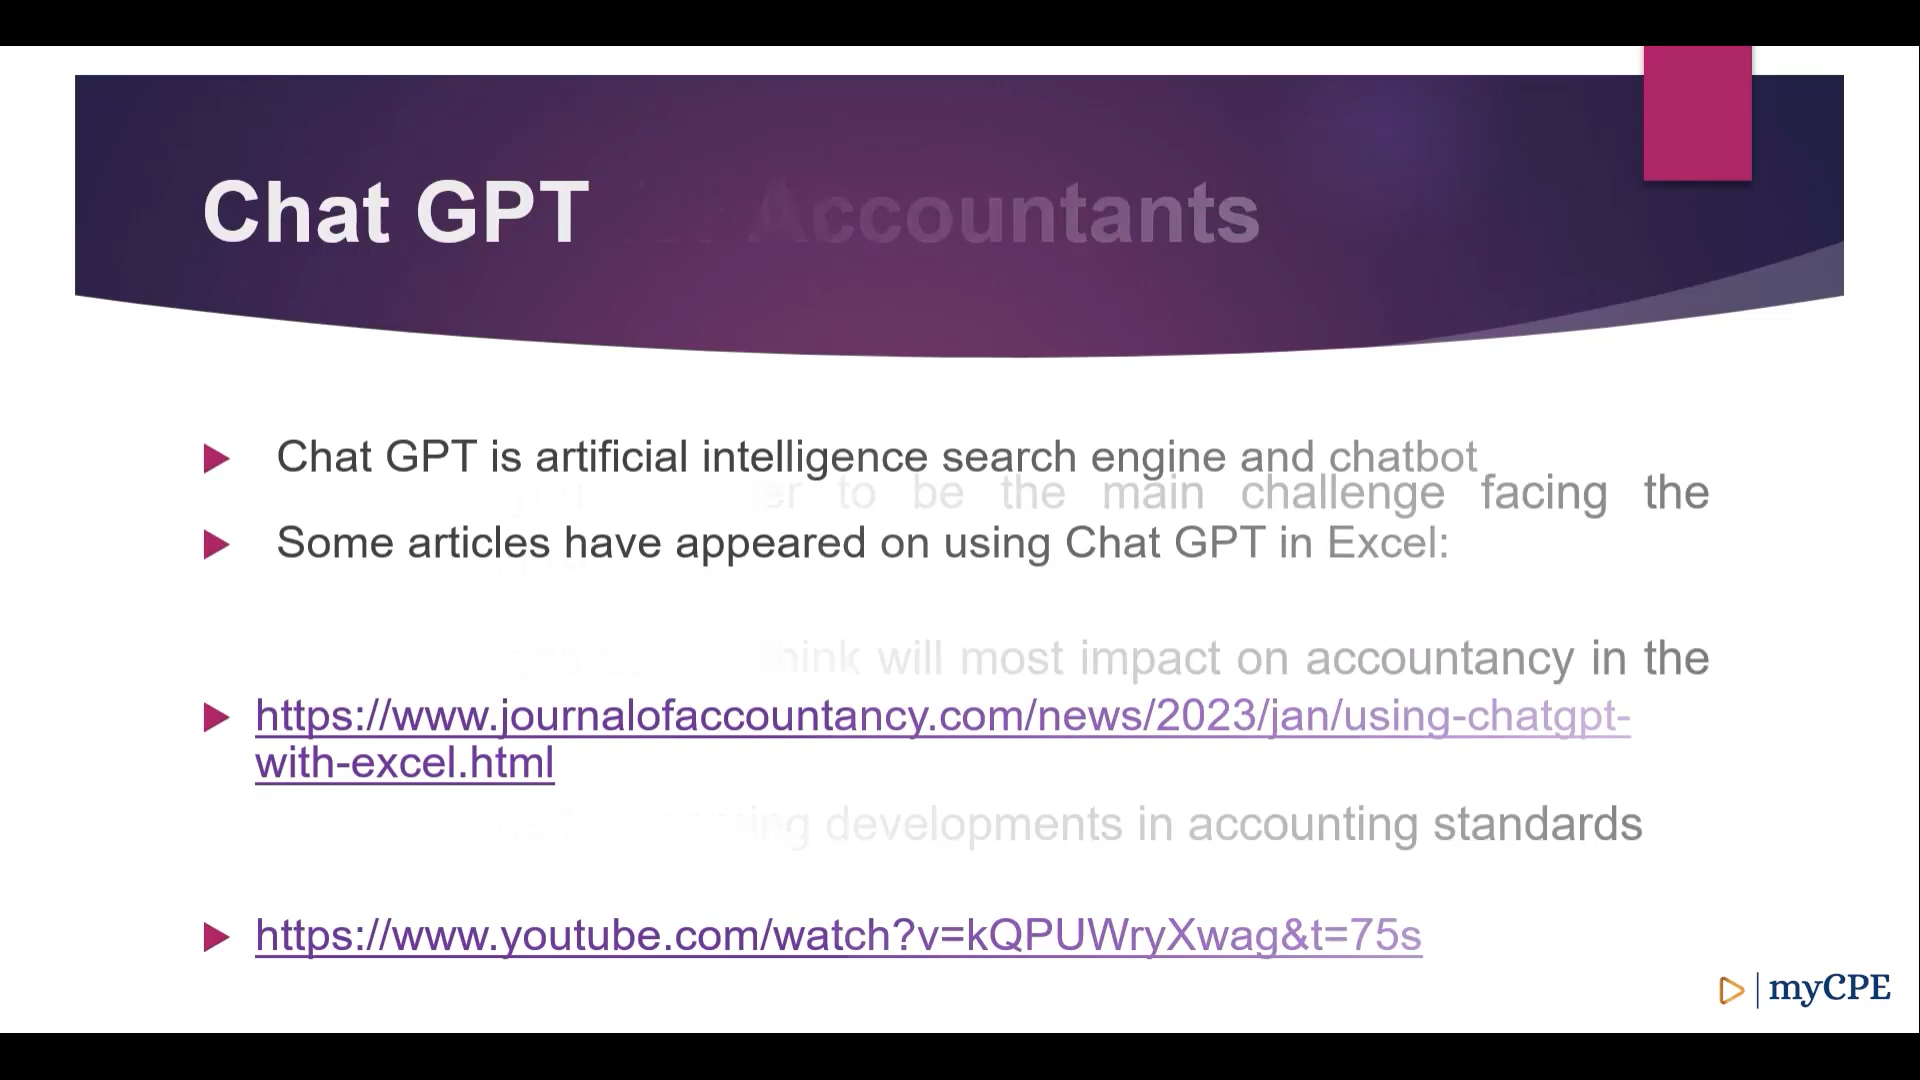 Chat GPT
Accountants
Chat GPT is artificial intelligence search engine and chatbot
to be the main challenge facing the
Some articles have appeared on using Chat GPT in Excel:
think will most impact on accountancy in the
https://www.journalofaccountancy.com/news/2023/jan/using-chatgpt-
with-excel.html
developments in accounting standards
https://www.youtube.com/watch?v=kQPUWryXwag&t=75s
myCPE